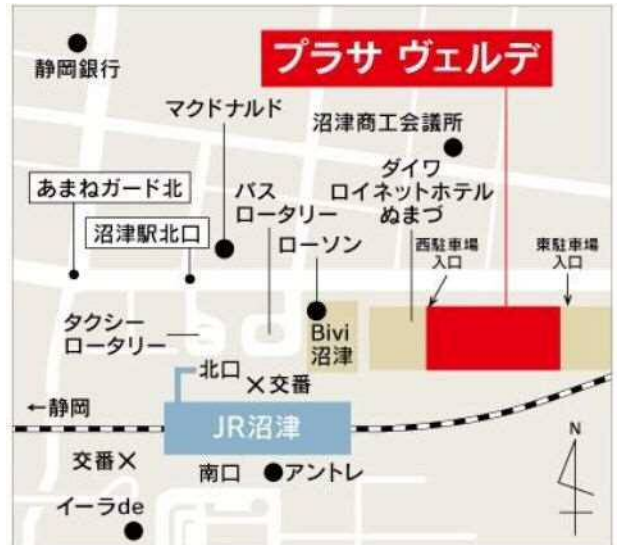 プラサ ヴェルデ
静岡銀行
マクドナルド
沼津商工会議所
あまねガード北
バス
ロータリー
ダイワ
ロイネットホテル
ぬまづ
沼津駅北口
ローソン
西駐車場
入口
東駐車場
入口
タクシー
ロータリー
Bivi
沼津
北口
×交番
←静岡
JR沼津
N
交番×
南口
アントレ
イーラde